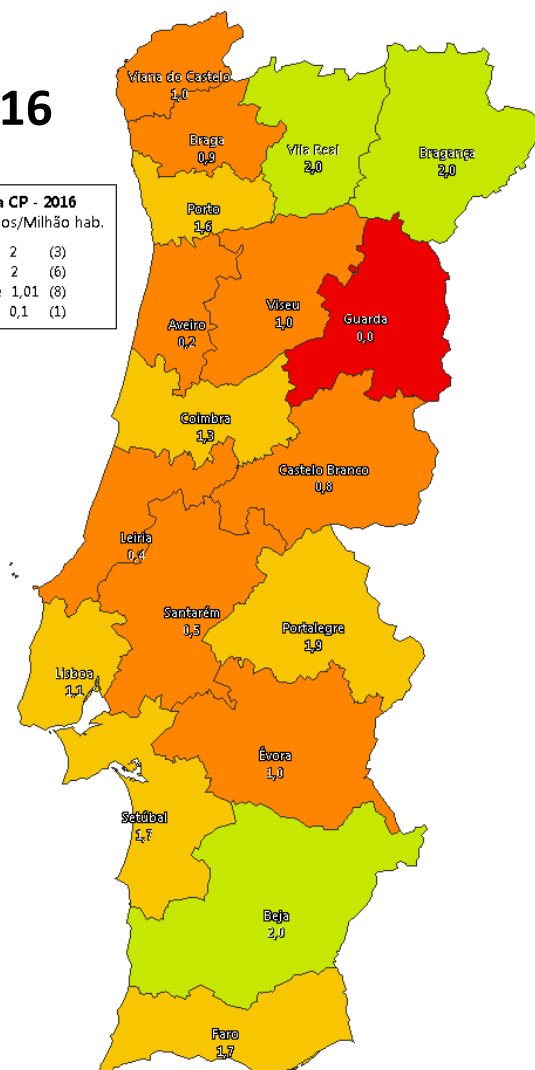 16
a CP - 2016
os/Milhão hab.
2 (3)
2 (6)
1,01 (8)
0,1 (1)
Viana do Castelo
1,0
Braga
0,9
Vila Real
2,0
Bragança
2,0
Porto
1,6
Viseu
1,0
Guarda
0,0
Aveiro
0,2
Coimbra
1,3
Castelo Branco
0,8
Leiria
0,4
Santarém
0,5
Portalegre
1,9
Lisboa
1,1
Évora
1,0
Setúbal
1,7
Beja
2,0
Faro
1,7